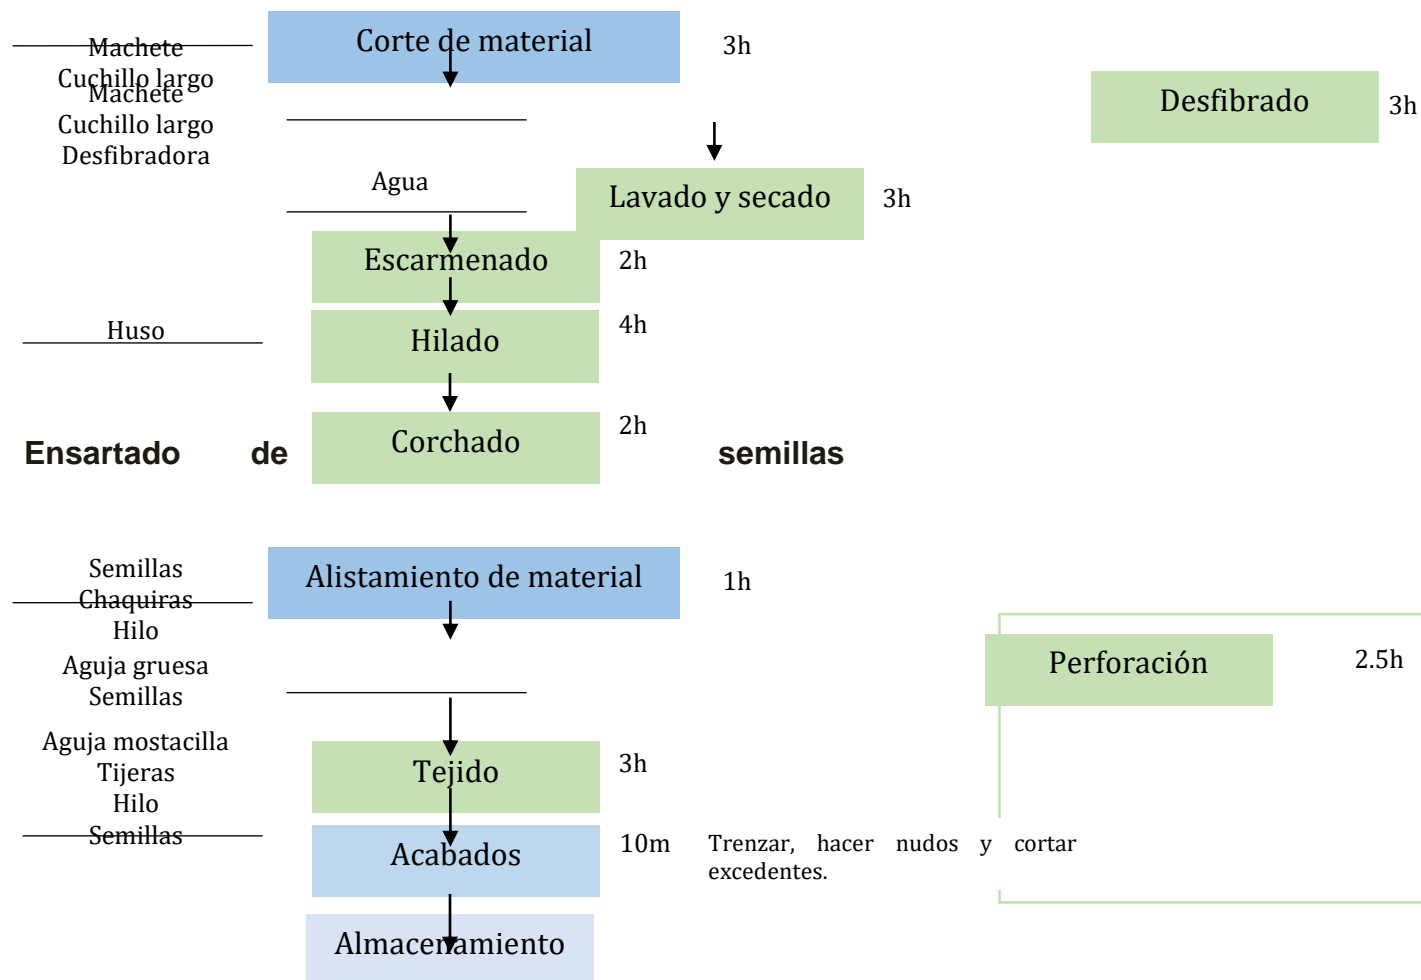 Corte de material
3h
Machete
Cuchillo largo
Machete
Cuchillo largo
Desfibradora
Desfibrado
3h
Agua
Lavado y secado
3h
Escarmenado
2h
Huso
Hilado
4h
Corchado
2h
Ensartado de semillas
Semillas
Chaquiras
Hilo
Alistamiento de material
1h
Aguja gruesa
Semillas
Perforación
2.5h
Aguja mostacilla
Tijeras
Hilo
Semillas
Tejido
3h
Acabados
10m
Trenzar, hacer nudos y cortar
excedentes.
Almacenamiento